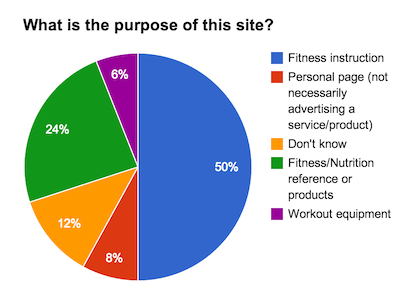 What is the purpose of this site?
6%
50%
24%
12%
8%
Fitness instruction
Personal page (not
necessarily
advertising a
service/product)
Don't know
Fitness/Nutrition
reference or
products
Workout equipment